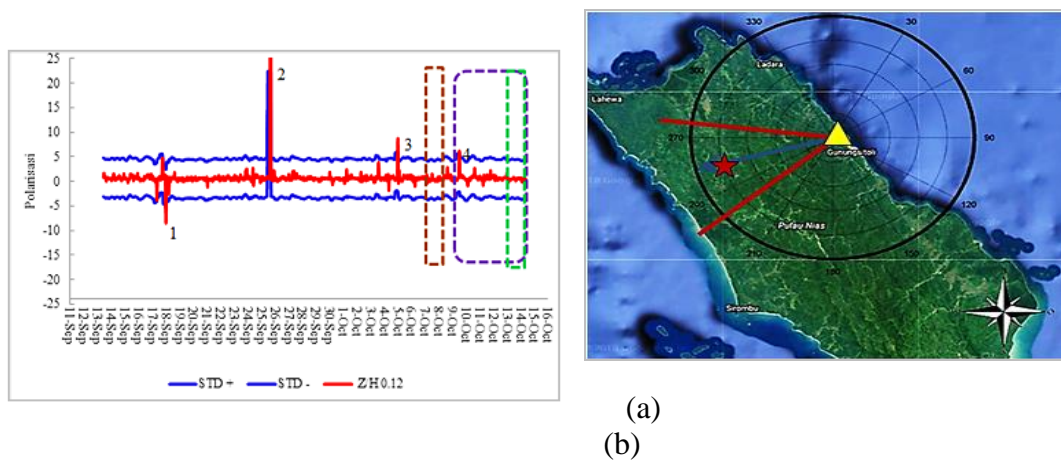 25
20
15
10
5
0
-5
-10
-15
-20
-25
Polarisasi
1
2
3
4
11-Sep
12-Sep
13-Sep
14-Sep
15-Sep
16-Sep
17-Sep
18-Sep
19-Sep
20-Sep
21-Sep
22-Sep
23-Sep
24-Sep
25-Sep
26-Sep
27-Sep
28-Sep
29-Sep
30-Sep
1-Oct
2-Oct
3-Oct
4-Oct
5-Oct
6-Oct
7-Oct
8-Oct
9-Oct
10-Oct
11-Oct
12-Oct
13-Oct
14-Oct
15-Oct
16-Oct
STD + STD - ZH 0.12
330
30
Ladara
300
60
Lahewa
270
90
Gunungsitoli
120
Pulau Nias
210
Sirombu
(a)
(b)